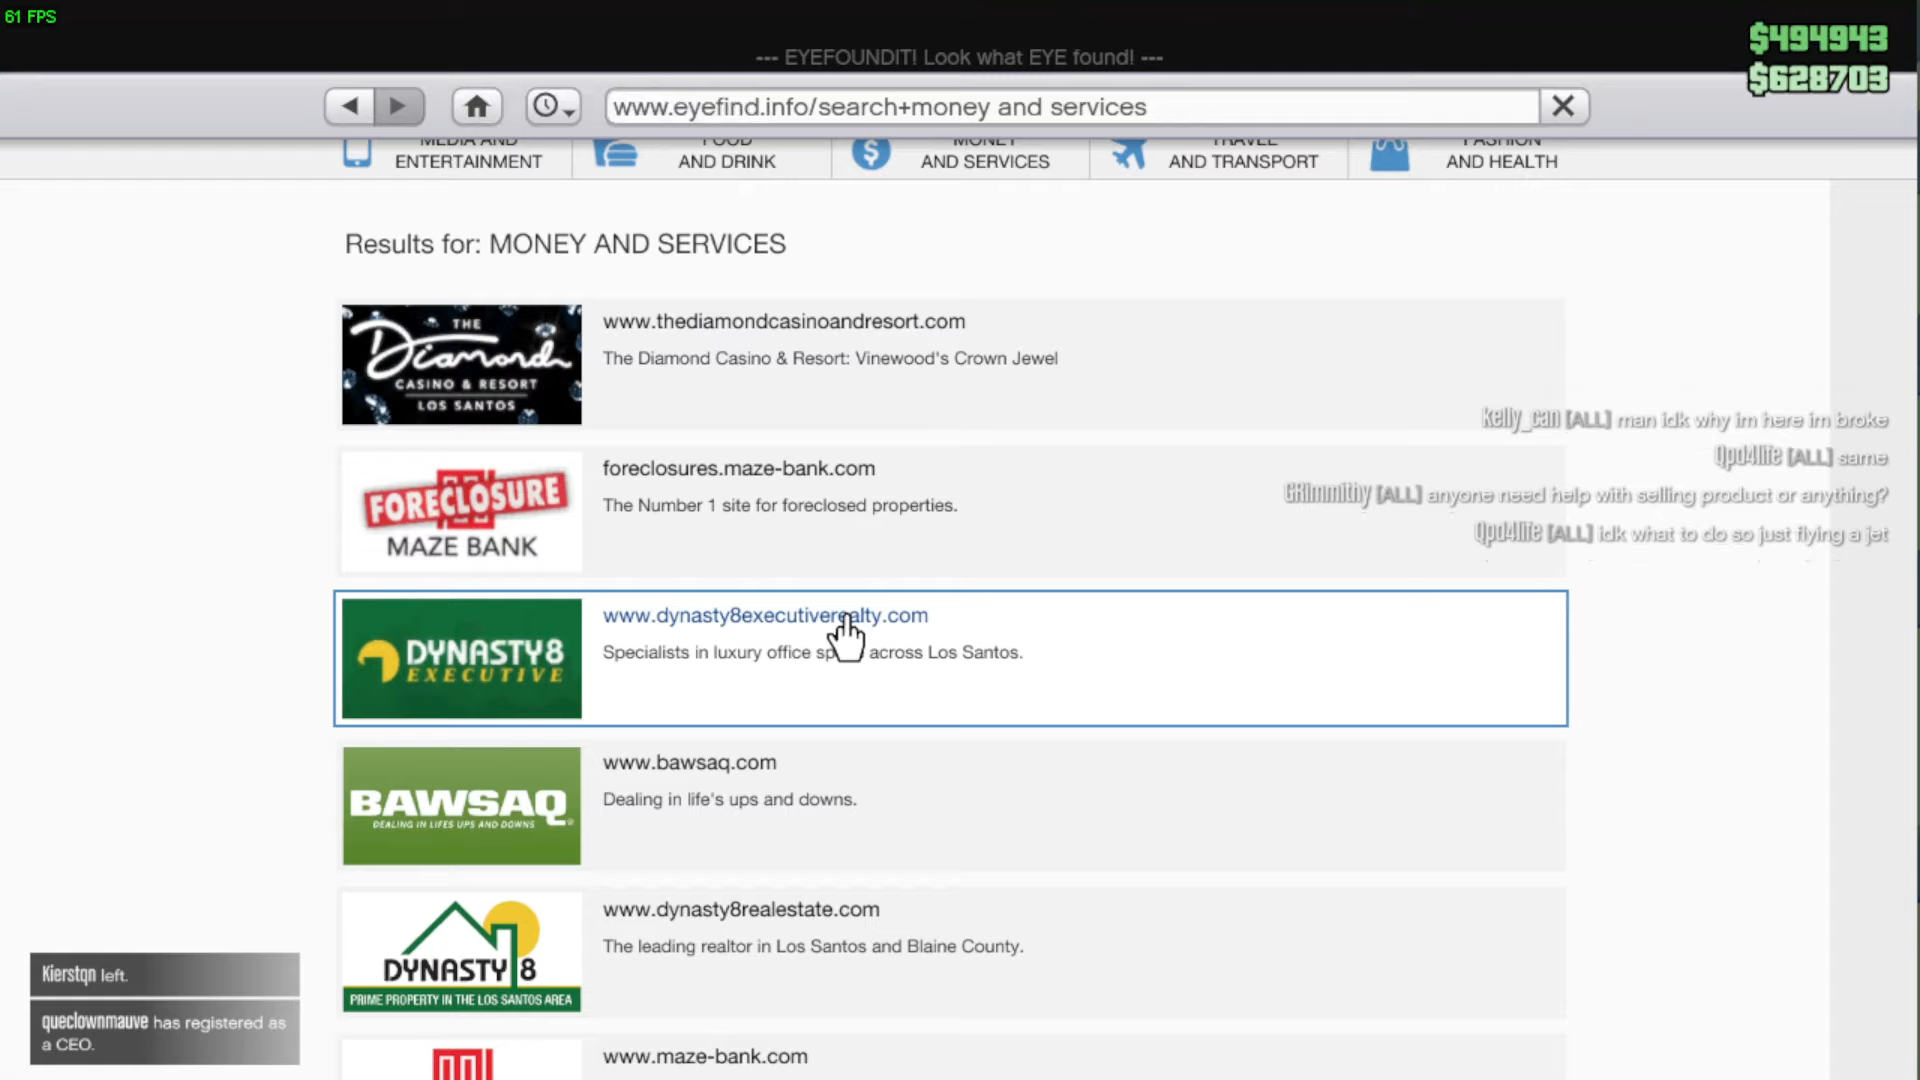 61 FPS
$494943
--- EYEFOUNDIT! Look what EYE found! ---
$628703
www.eyefind.info/search+money and services
MEDIA AND
ENTERTAINMENT
FOOD
AND DRINK
MONEY
AND SERVICES
TRAVEL
AND TRANSPORT
FASHION
AND HEALTH
Results for: MONEY AND SERVICES
THE
Diamond
CASINO & RESORT
LOS SANTOS
www.thediamondcasinoandresort.com
The Diamond Casino & Resort: Vinewood's Crown Jewel
kelly_can [ALL] man idk why im here im broke
Qpd4life [ALL] same
GRimmithy [ALL] anyone need help with selling product or anything?
Qpd4life [ALL] idk what to do so just flying a jet
FORECLOSURE
MAZE BANK
foreclosures.maze-bank.com
The Number 1 site for foreclosed properties.
DYNASTY8
EXECUTIVE
www.dynasty8executiverealty.com
Specialists in luxury office across Los Santos.
BAWSAQ
DEALING IN LIFES UPS AND DOWNS
www.bawsaq.com
Dealing in life's ups and downs.
DYNASTY 8
PRIME PROPERTY IN THE LOS SANTOS AREA
www.dynasty8realestate.com
The leading realtor in Los Santos and Blaine County.
www.maze-bank.com
Kierstqn left.
queclownmauve has registered as
a CEO.